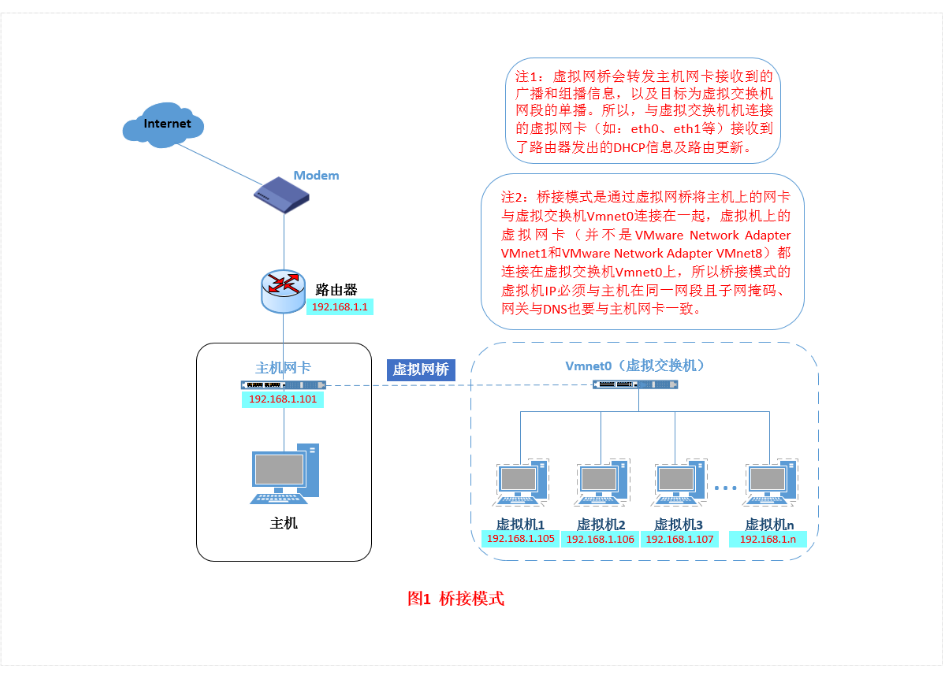 注1：虚拟网桥会转发主机网卡接收到的
广播和组播信息，以及目标为虚拟交换机
网段的单播。所以，与虚拟交换机机连接
的虚拟网卡（如：eth0、eth1等）接收到
了路由器发出的DHCP信息及路由更新。
Internet
Modem
注2：桥接模式是通过虚拟网桥将主机上的网卡
与虚拟交换机Vmnet0连接在一起，虚拟机上的
虚拟网卡（并不是VMware Network Adapter
VMnet1和VMware Network Adapter VMnet8）都
连接在虚拟交换机Vmnet0上，所以桥接模式的
虚拟机IP必须与主机在同一网段且子网掩码、
网关与DNS也要与主机网卡一致。
路由器
192.168.1.1
主机网卡
192.168.1.101
主机
虚拟网桥
Vmnet0（虚拟交换机）
...
虚拟机1
虚拟机2
虚拟机3
虚拟机n
192.168.1.105
192.168.1.106
192.168.1.107
192.168.1.n
图1 桥接模式